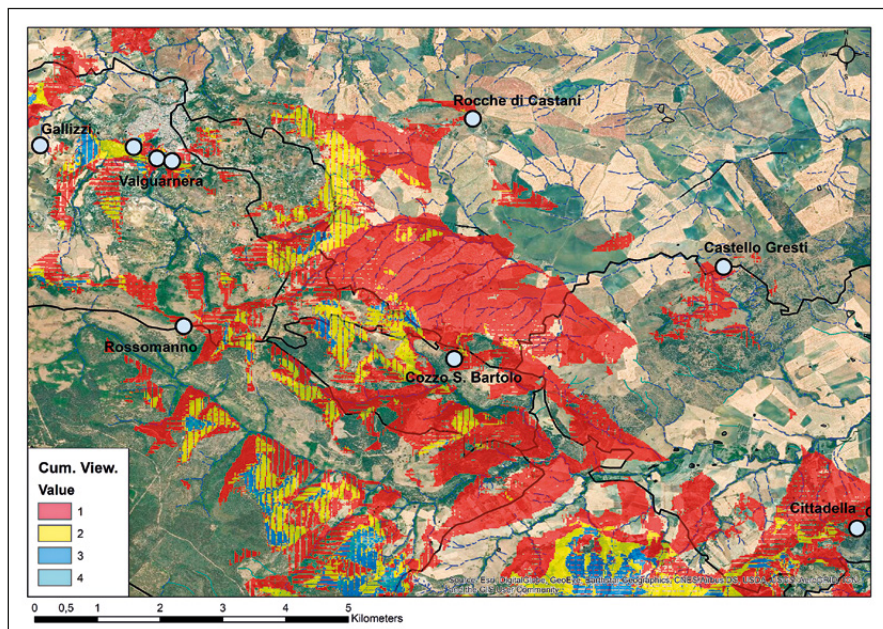 Rocche di Castani
Gallizzi
Valguarnera
Castello Gresti
Rossomanno
Cozzo S. Bartolo
Cum. View.
Value
1
2
3
4
Cittadella
0 0,5 1 2 3 4 5
Kilometers